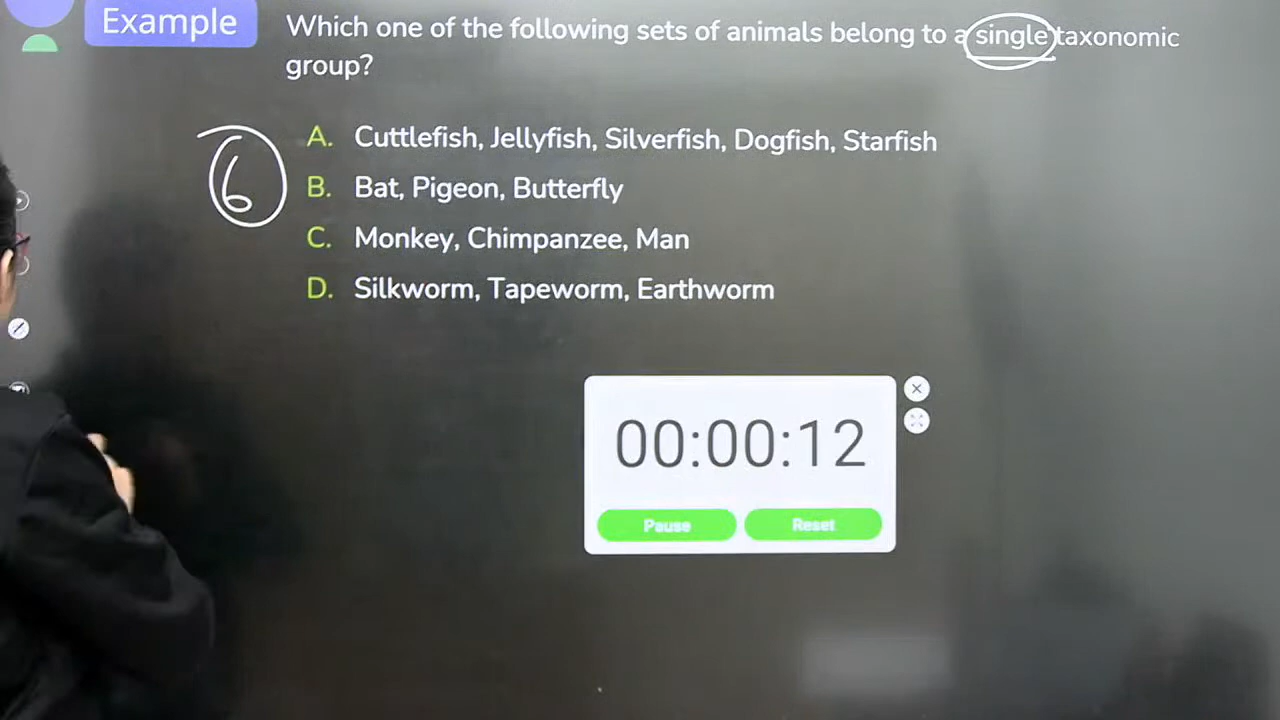 Example
Which one of the following sets of animals belong to a single taxonomic
group?
6
A. Cuttlefish, Jellyfish, Silverfish, Dogfish, Starfish
B. Bat, Pigeon, Butterfly
C. Monkey, Chimpanzee, Man
D. Silkworm, Tapeworm, Earthworm
00:00:12
Pause
Reset